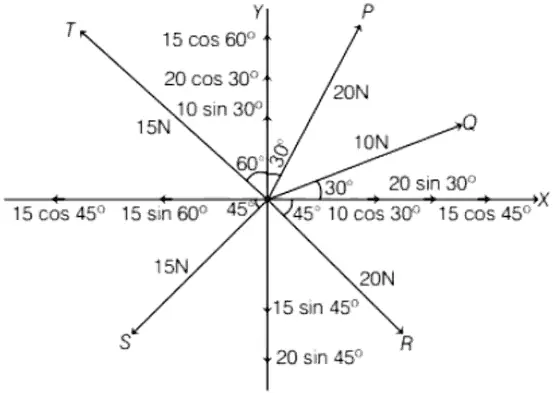 Y
P
T
15 cos 60°
20 cos 30°
20N
10 sin 30°
Q
15N
10N
60°
30°
30°
20 sin 30°
X
15 cos 45°
15 sin 60°
45°
45°
10 cos 30°
15 cos 45°
15N
20N
15 sin 45°
S
R
20 sin 45°